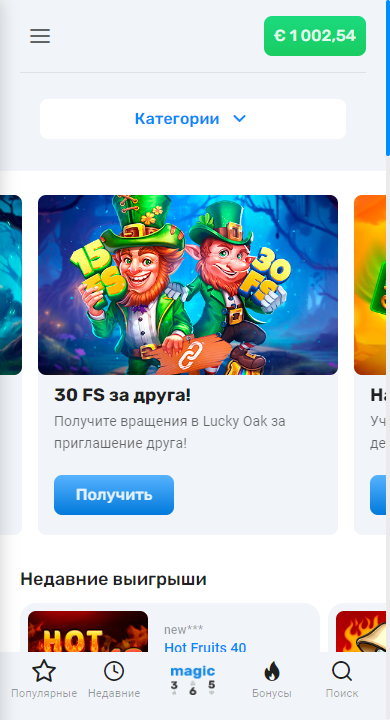 € 1 002,54
Категории
15
FS
30
FS
30 FS за друга!
Получите вращения в Lucky Oak за
приглашение друга!
Получить
На
Уч
де
Недавние выигрыши
HOT
new***
Hot Fruits 40
magic
365
Популярные
Недавние
Бонусы
Поиск